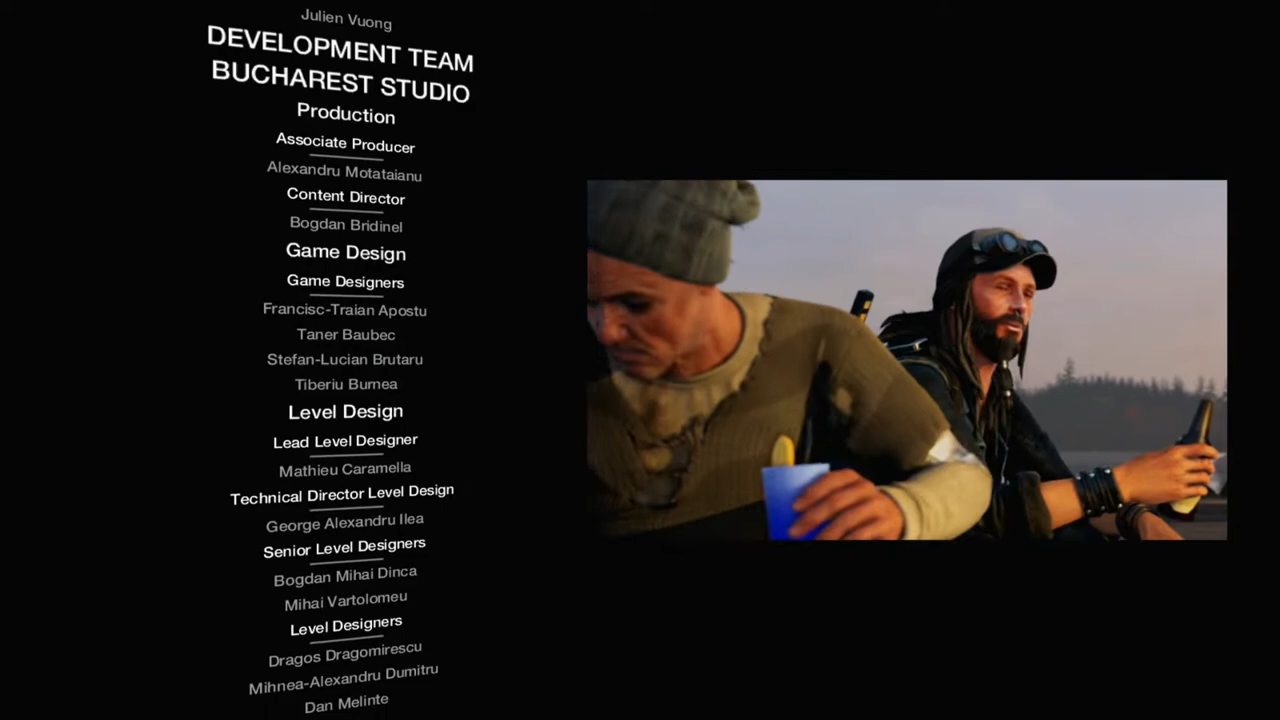 Julien Vuong
DEVELOPMENT TEAM
BUCHAREST STUDIO
Production
Associate Producer
Alexandru Motataianu
Content Director
Bogdan Bridinel
Game Design
Game Designers
Francisc-Traian Apostu
Taner Baubec
Stefan-Lucian Brutaru
Tiberiu Burnea
Level Design
Lead Level Designer
Mathieu Caramella
Technical Director Level Design
George Alexandru Ilea
Senior Level Designers
Bogdan Mihai Dinca
Mihai Vartolomeu
Level Designers
Dragos Dragomirescu
Mihnea-Alexandru Dumitru
Dan Melinte